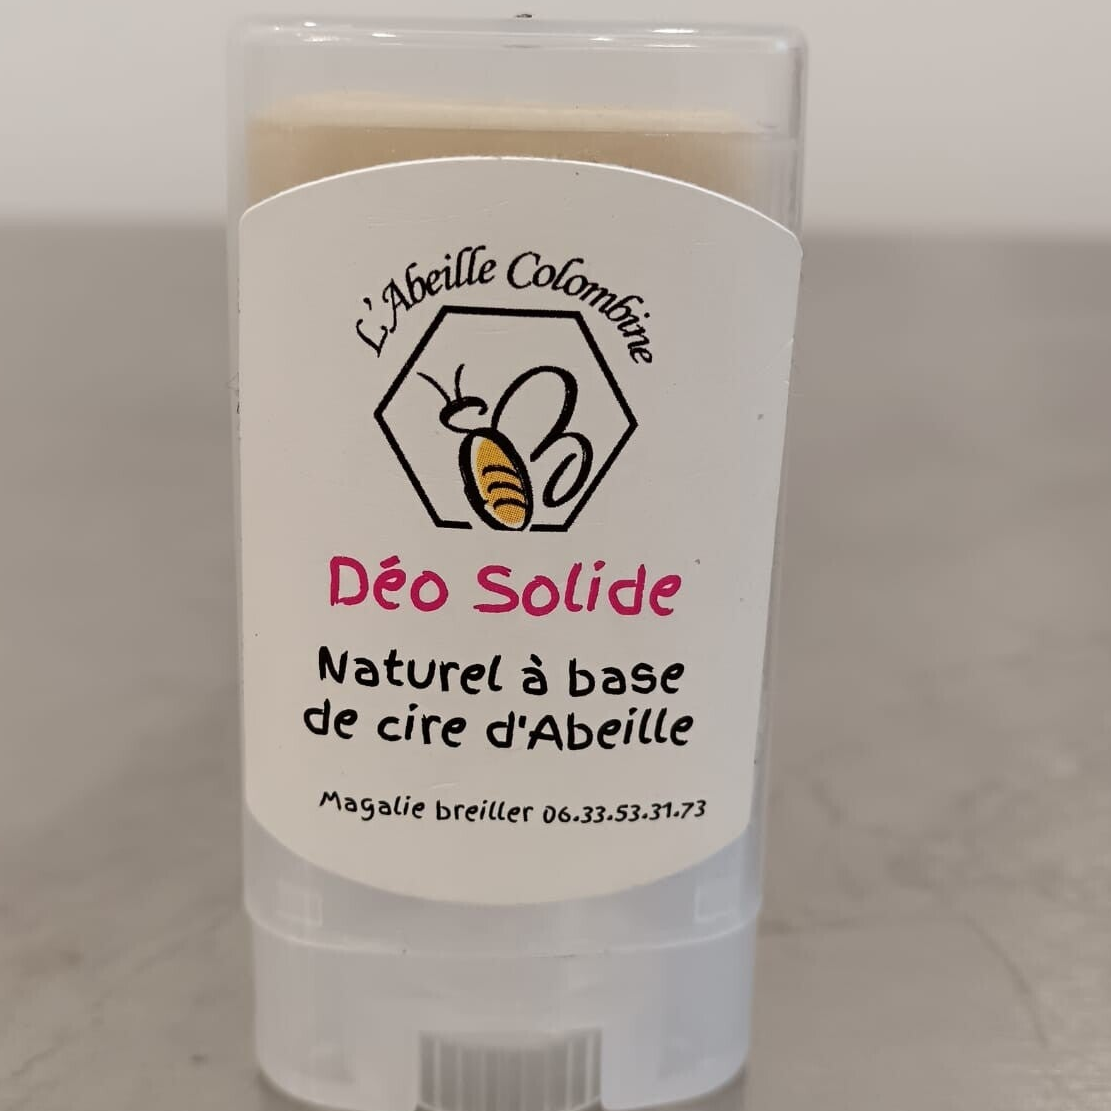 L'Abeille Colombine
Déo Solide
Naturel à base
de cire d'Abeille
Magalie breiller 06.33.53.31.73